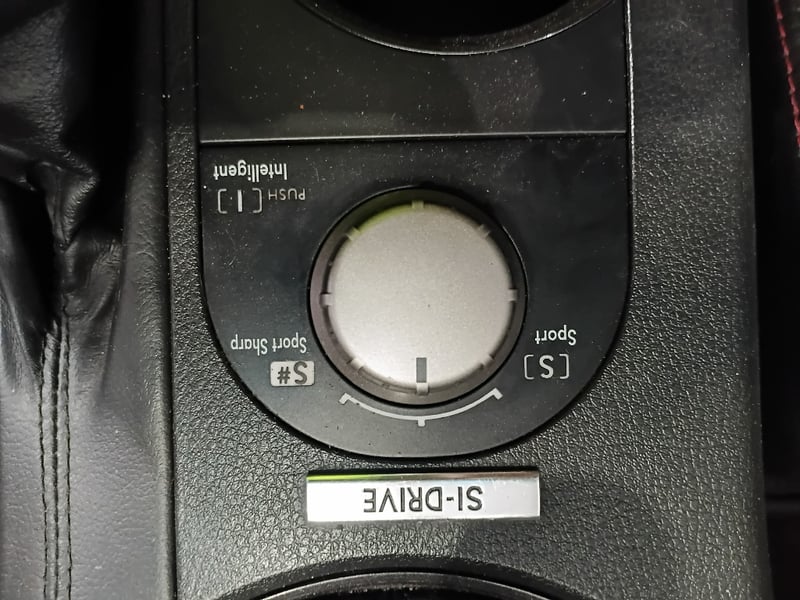 SI-DRIVE
[S]
Sport
S#
Sport Sharp
PUSH [I]
Intelligent